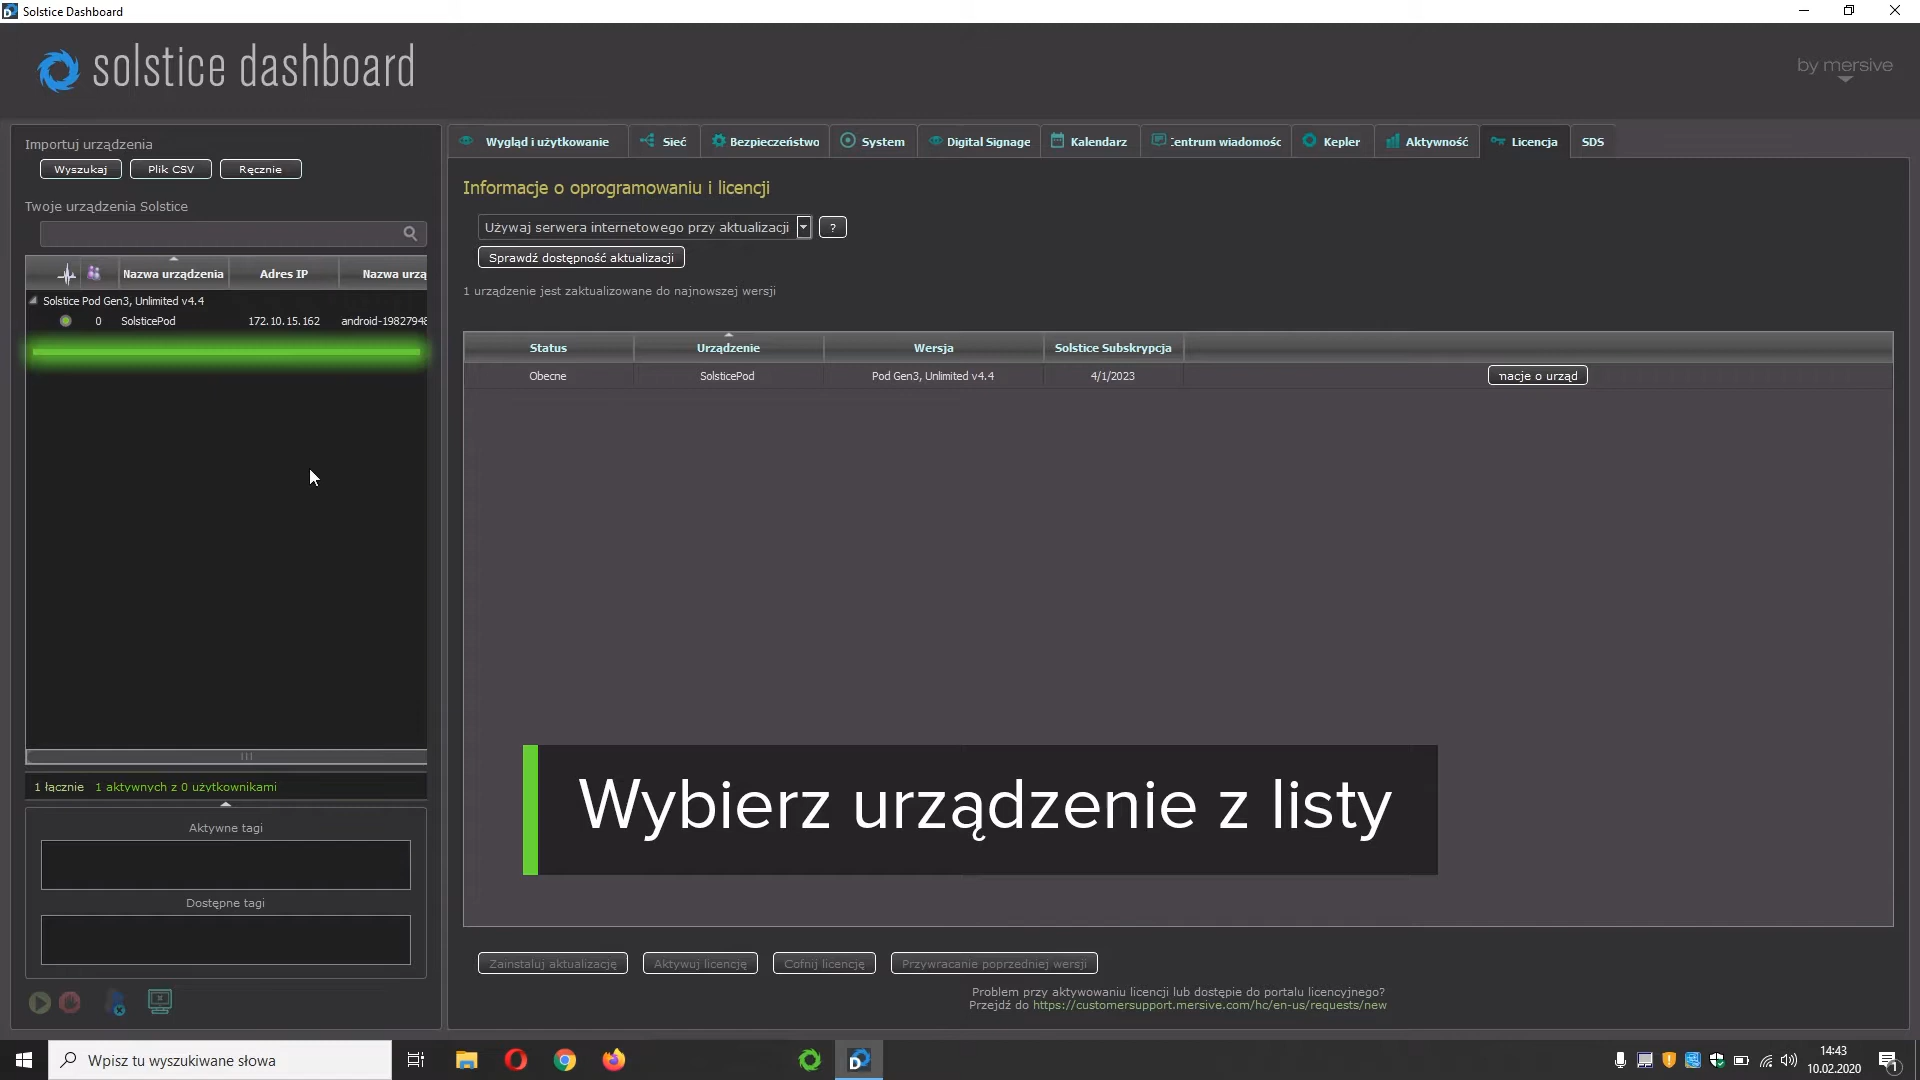 Solstice Dashboard
solstice dashboard
by mersive
Importuj urządzenia
Wyszukaj
Plik CSV
Ręcznie
Twoje urządzenia Solstice
Nazwa urządzenia
Adres IP
Nazwa urzą
Solstice Pod Gen3, Unlimited v4.4
0
SolsticePod
172.10.15.162
android-19827948
1 łącznie
1 aktywnych z 0 użytkownikami
Aktywne tagi
Dostępne tagi
Wygląd i użytkowanie
Sieć
Bezpieczeństwo
System
Digital Signage
Kalendarz
Centrum wiadomośc
Kepler
Aktywność
Licencja
SDS
Informacje o oprogramowaniu i licencji
Używaj serwera internetowego przy aktualizacji
?
Sprawdź dostępność aktualizacji
1 urządzenie jest zaktualizowane do najnowszej wersji
Status
Urządzenie
Wersja
Solstice Subskrypcja
Obecne
SolsticePod
Pod Gen3, Unlimited v4.4
4/1/2023
macje o urząd
Wybierz urządzenie z listy
Zainstaluj aktualizację
Aktywuj licencję
Cofnij licencję
Przywracanie poprzedniej wersji
Problem przy aktywowaniu licencji lub dostępie do portalu licencyjnego?
Przejdź do https://customersupport.mersive.com/hc/en-us/requests/new
Wpisz tu wyszukiwane słowa
D
14:43
10.02.2020
1